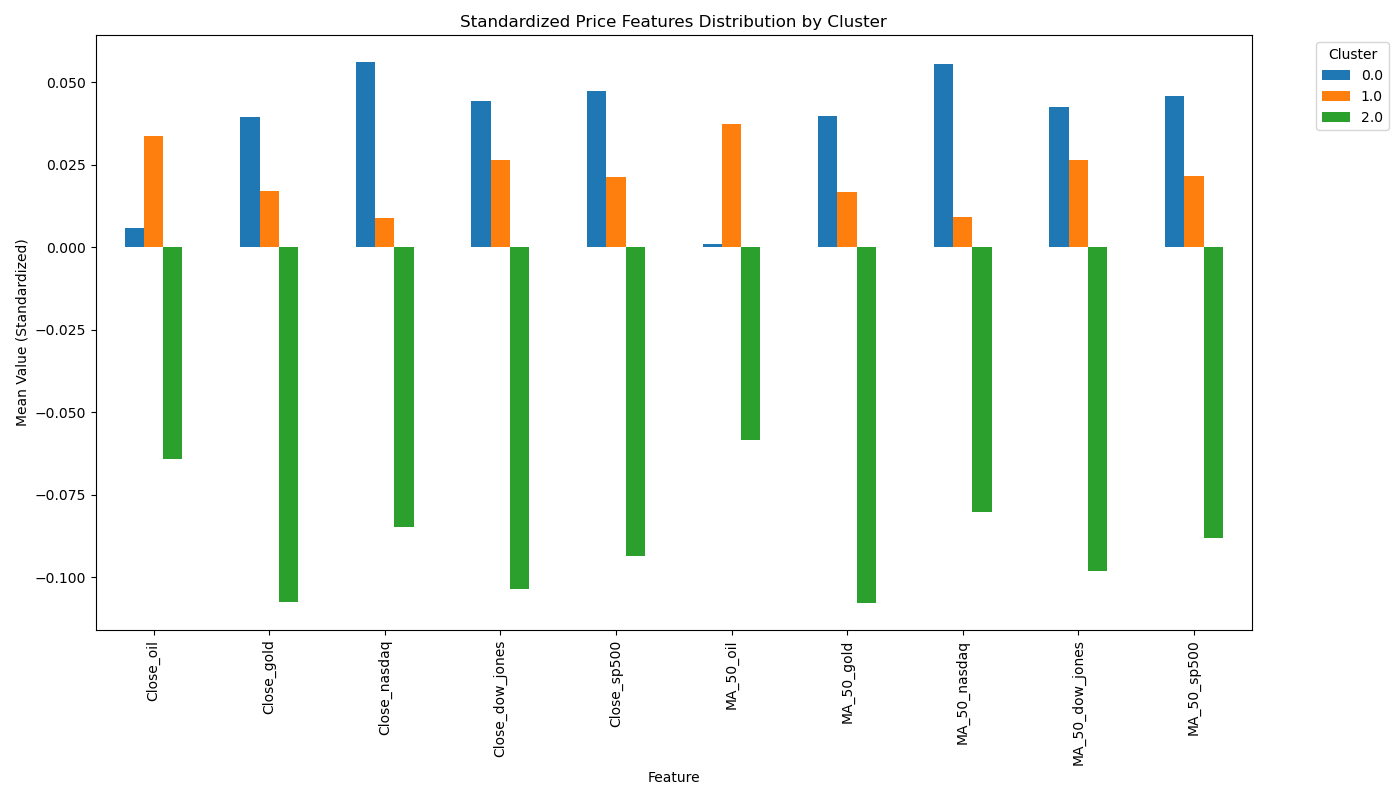 Standardized Price Features Distribution by Cluster
Cluster
0.0
1.0
2.0
Mean Value (Standardized)
0.050
0.025
0.000
−0.025
−0.050
−0.075
−0.100
Close_oil
Close_gold
Close_nasdaq
Close_dow_jones
Close_sp500
MA_50_oil
MA_50_gold
MA_50_nasdaq
MA_50_dow_jones
MA_50_sp500
Feature